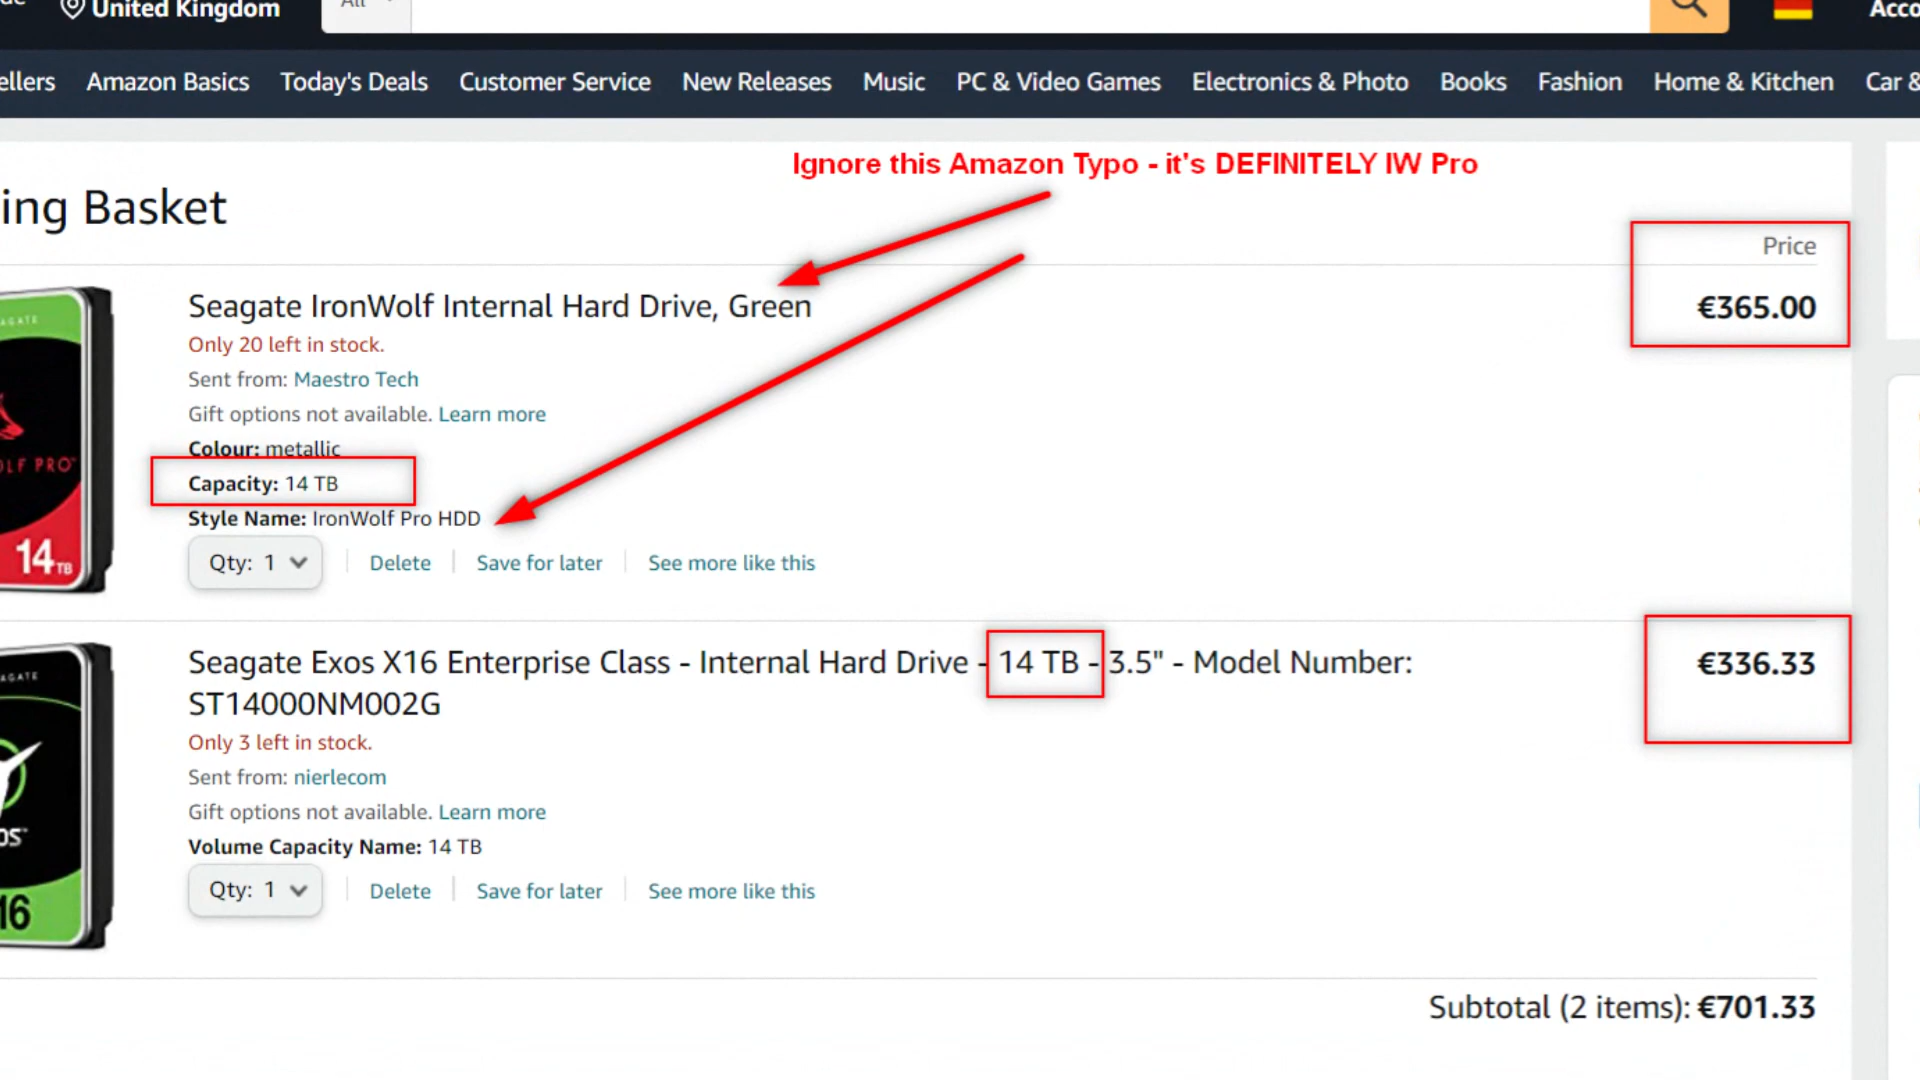 United Kingdom
All
ellers Amazon Basics Today's Deals Customer Service New Releases Music PC & Video Games Electronics & Photo Books Fashion Home & Kitchen Car &
Ignore this Amazon Typo - it's DEFINITELY IW Pro
ing Basket
Price
Seagate IronWolf Internal Hard Drive, Green
€365.00
Only 20 left in stock.
Sent from: Maestro Tech
Gift options not available. Learn more
Colour: metallic
Capacity: 14 TB
Style Name: IronWolf Pro HDD
Qty: 1 Delete Save for later See more like this
OLF PRO
14TB
Seagate Exos X16 Enterprise Class - Internal Hard Drive - 14 TB - 3.5" - Model Number:
ST14000NM002G
€336.33
Only 3 left in stock.
Sent from: nierlecom
Gift options not available. Learn more
Volume Capacity Name: 14 TB
Qty: 1 Delete Save for later See more like this
OS
16
Subtotal (2 items): €701.33